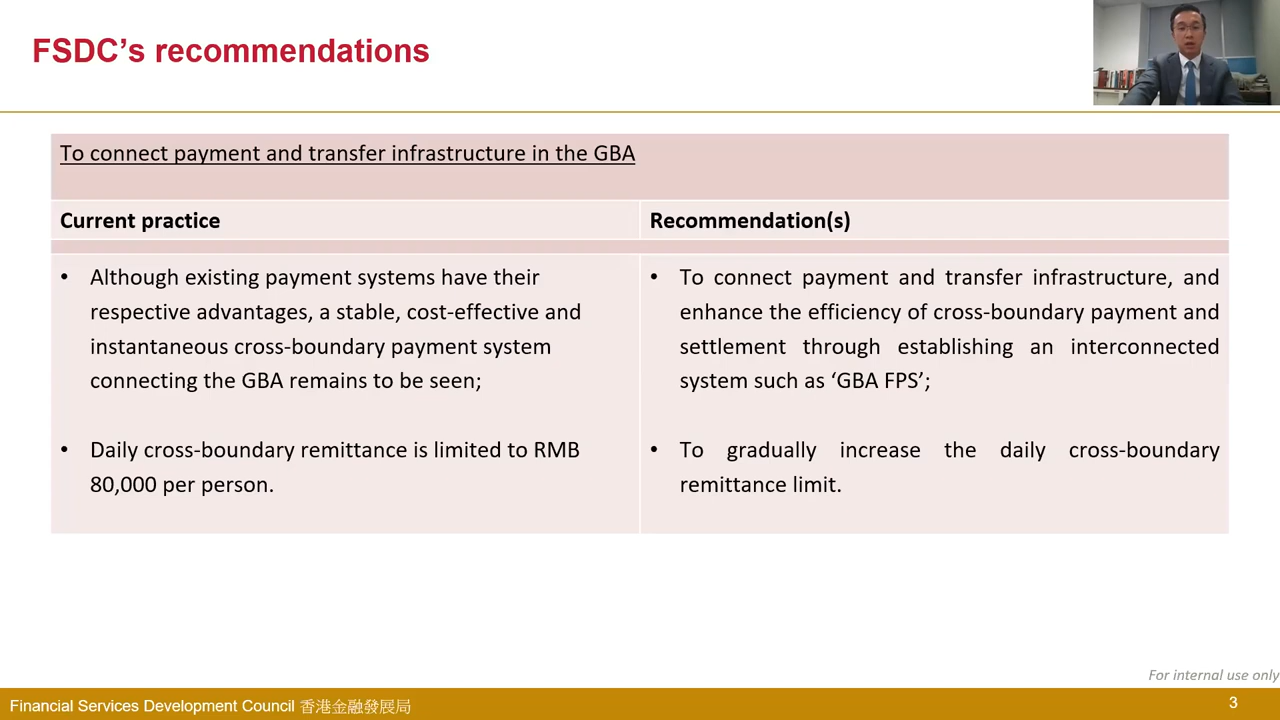 FSDC’s recommendations
To connect payment and transfer infrastructure in the GBA
Current practice
Recommendation(s)
• Although existing payment systems have their
respective advantages, a stable, cost-effective and
instantaneous cross-boundary payment system
connecting the GBA remains to be seen;
• Daily cross-boundary remittance is limited to RMB
80,000 per person.
• To connect payment and transfer infrastructure, and
enhance the efficiency of cross-boundary payment and
settlement through establishing an interconnected
system such as ‘GBA FPS’;
• To gradually increase the daily cross-boundary
remittance limit.
For internal use only
Financial Services Development Council 香港金融發展局
3